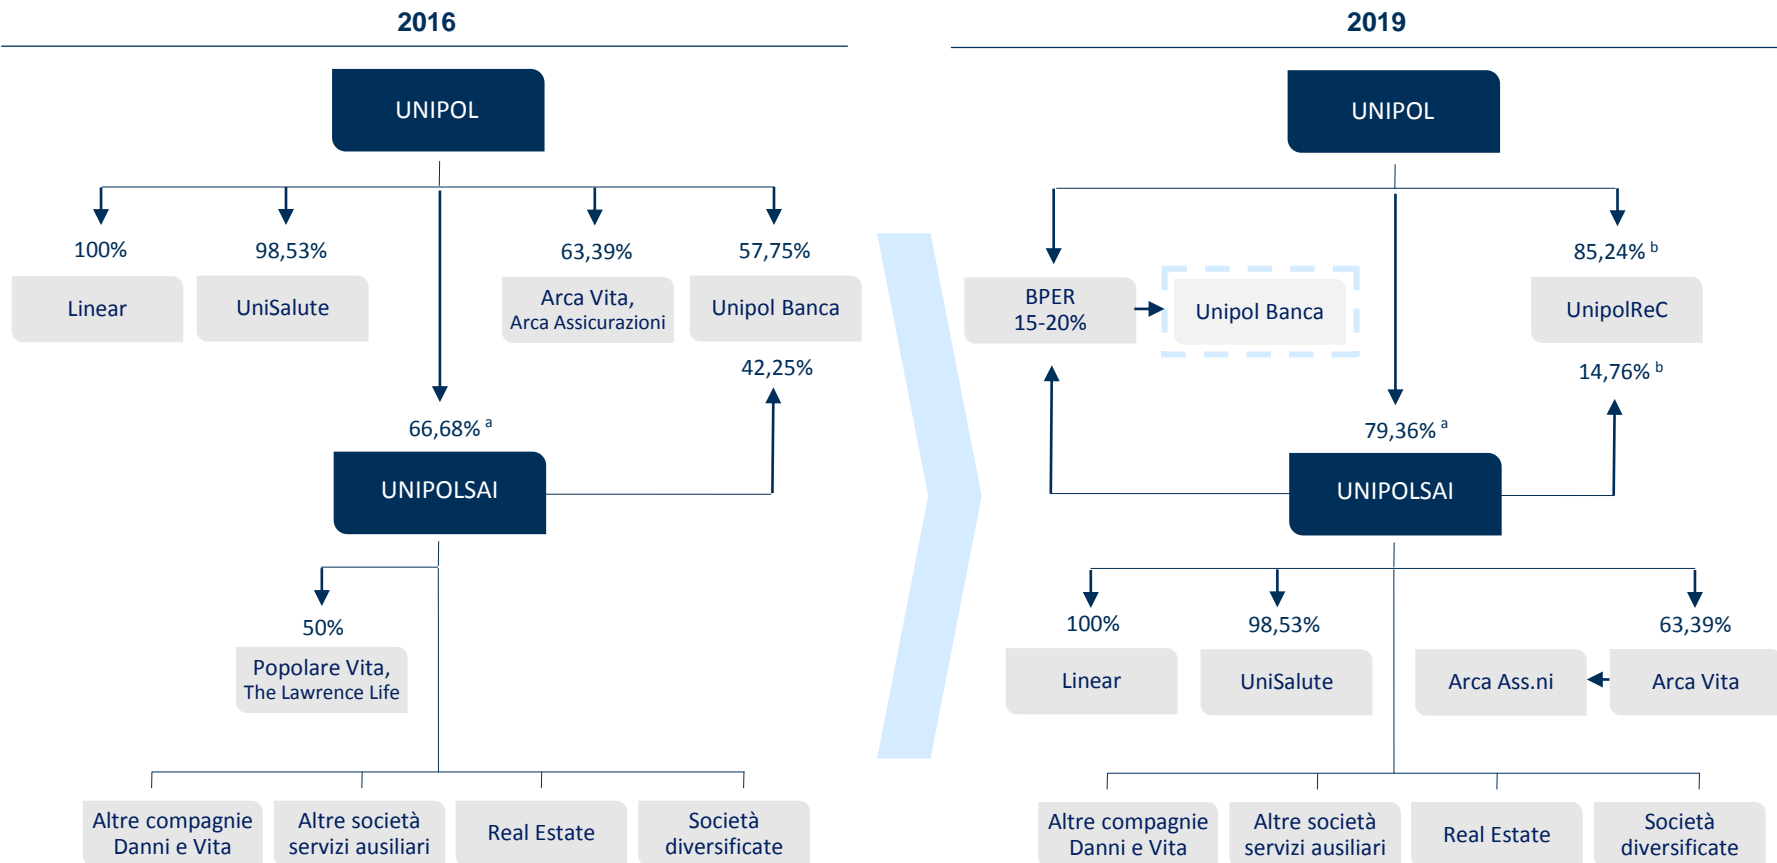 2016
UNIPOL
100%
98,53%
63,39%
57,75%
Linear
UniSalute
Arca Vita,
Arca Assicurazioni
Unipol Banca
42,25%
66,68% a
UNIPOLSAI
50%
Popolare Vita,
The Lawrence Life
Altre compagnie
Danni e Vita
Altre società
servizi ausiliari
Real Estate
Società
diversificate
2019
UNIPOL
85,24% b
BPER
15-20%
Unipol Banca
UnipolReC
14,76% b
79,36% a
UNIPOLSAI
100%
98,53%
63,39%
Linear
UniSalute
Arca Ass.ni
Arca Vita
Altre compagnie
Danni e Vita
Altre società
servizi ausiliari
Real Estate
Società
diversificate